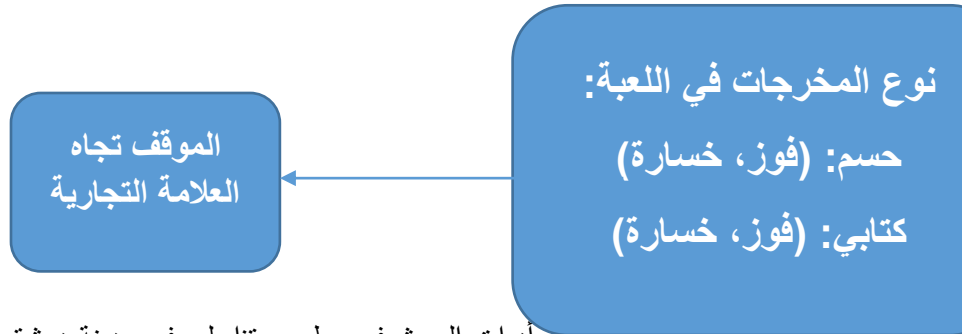 نوع المخرجات في اللعبة:
حسم: (فوز، خسارة)
كتابي: (فوز، خسارة)
الموقف تجاه
العلامة التجارية